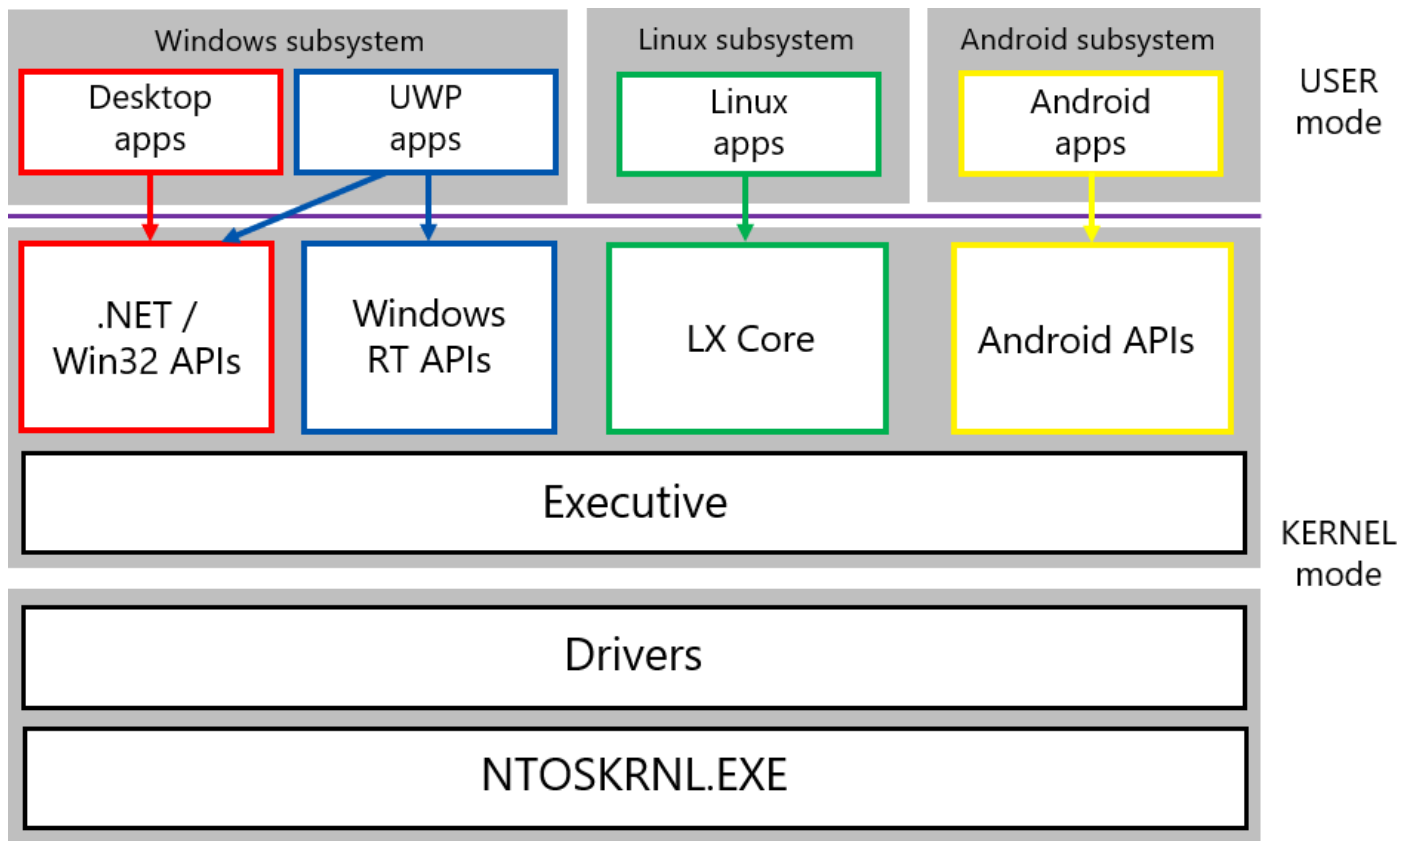 Windows subsystem
Linux subsystem
Android subsystem
Desktop
apps
UWP
apps
Linux
apps
Android
apps
USER
mode
.NET /
Win32 APIs
Windows
RT APIs
LX Core
Android APIs
Executive
KERNEL
mode
Drivers
NTOSKRNL.EXE